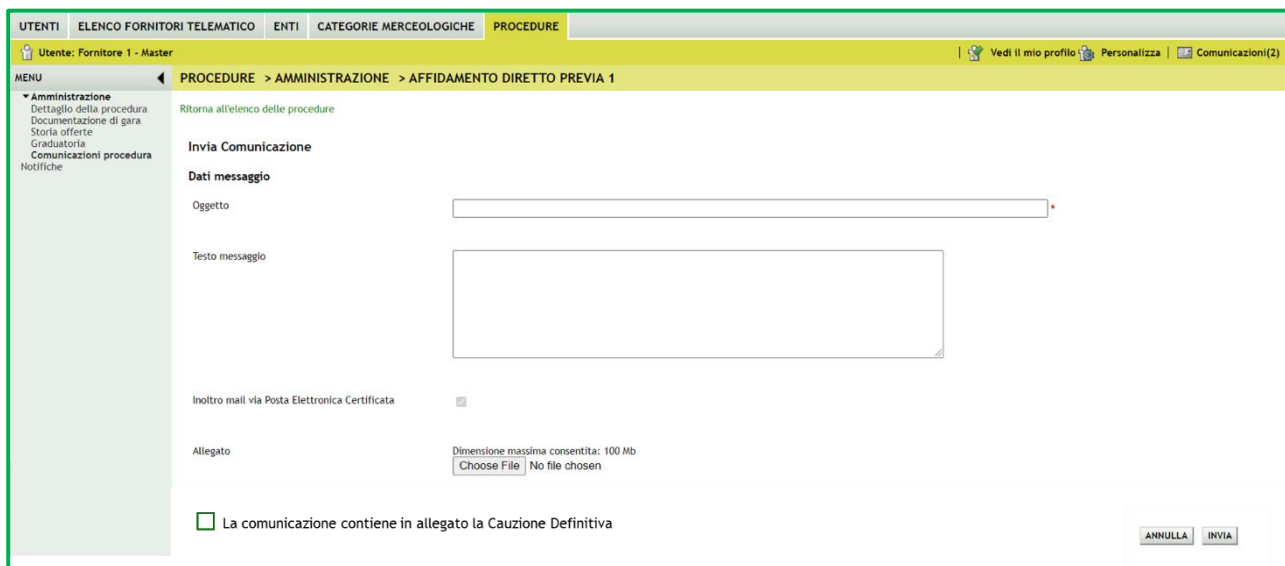 UTENTI ELENCO FORNITORI TELEMATICO ENTI CATEGORIE MERCEOLOGICHE PROCEDURE
Utente: Fornitore 1 - Master | Vedi il mio profilo Personalizza | Comunicazioni(2)
MENU
Amministrazione
Dettaglio della procedura
Documentazione di gara
Storia offerte
Graduatoria
Comunicazioni procedura
Notifiche
PROCEDURE > AMMINISTRAZIONE > AFFIDAMENTO DIRETTO PREVIA 1
Ritorna all'elenco delle procedure
Invia Comunicazione
Dati messaggio
Oggetto *
Testo messaggio
Inoltro mail via Posta Elettronica Certificata
Allegato
Dimensione massima consentita: 100 Mb
Choose File No file chosen
La comunicazione contiene in allegato la Cauzione Definitiva
ANNULLA INVIA